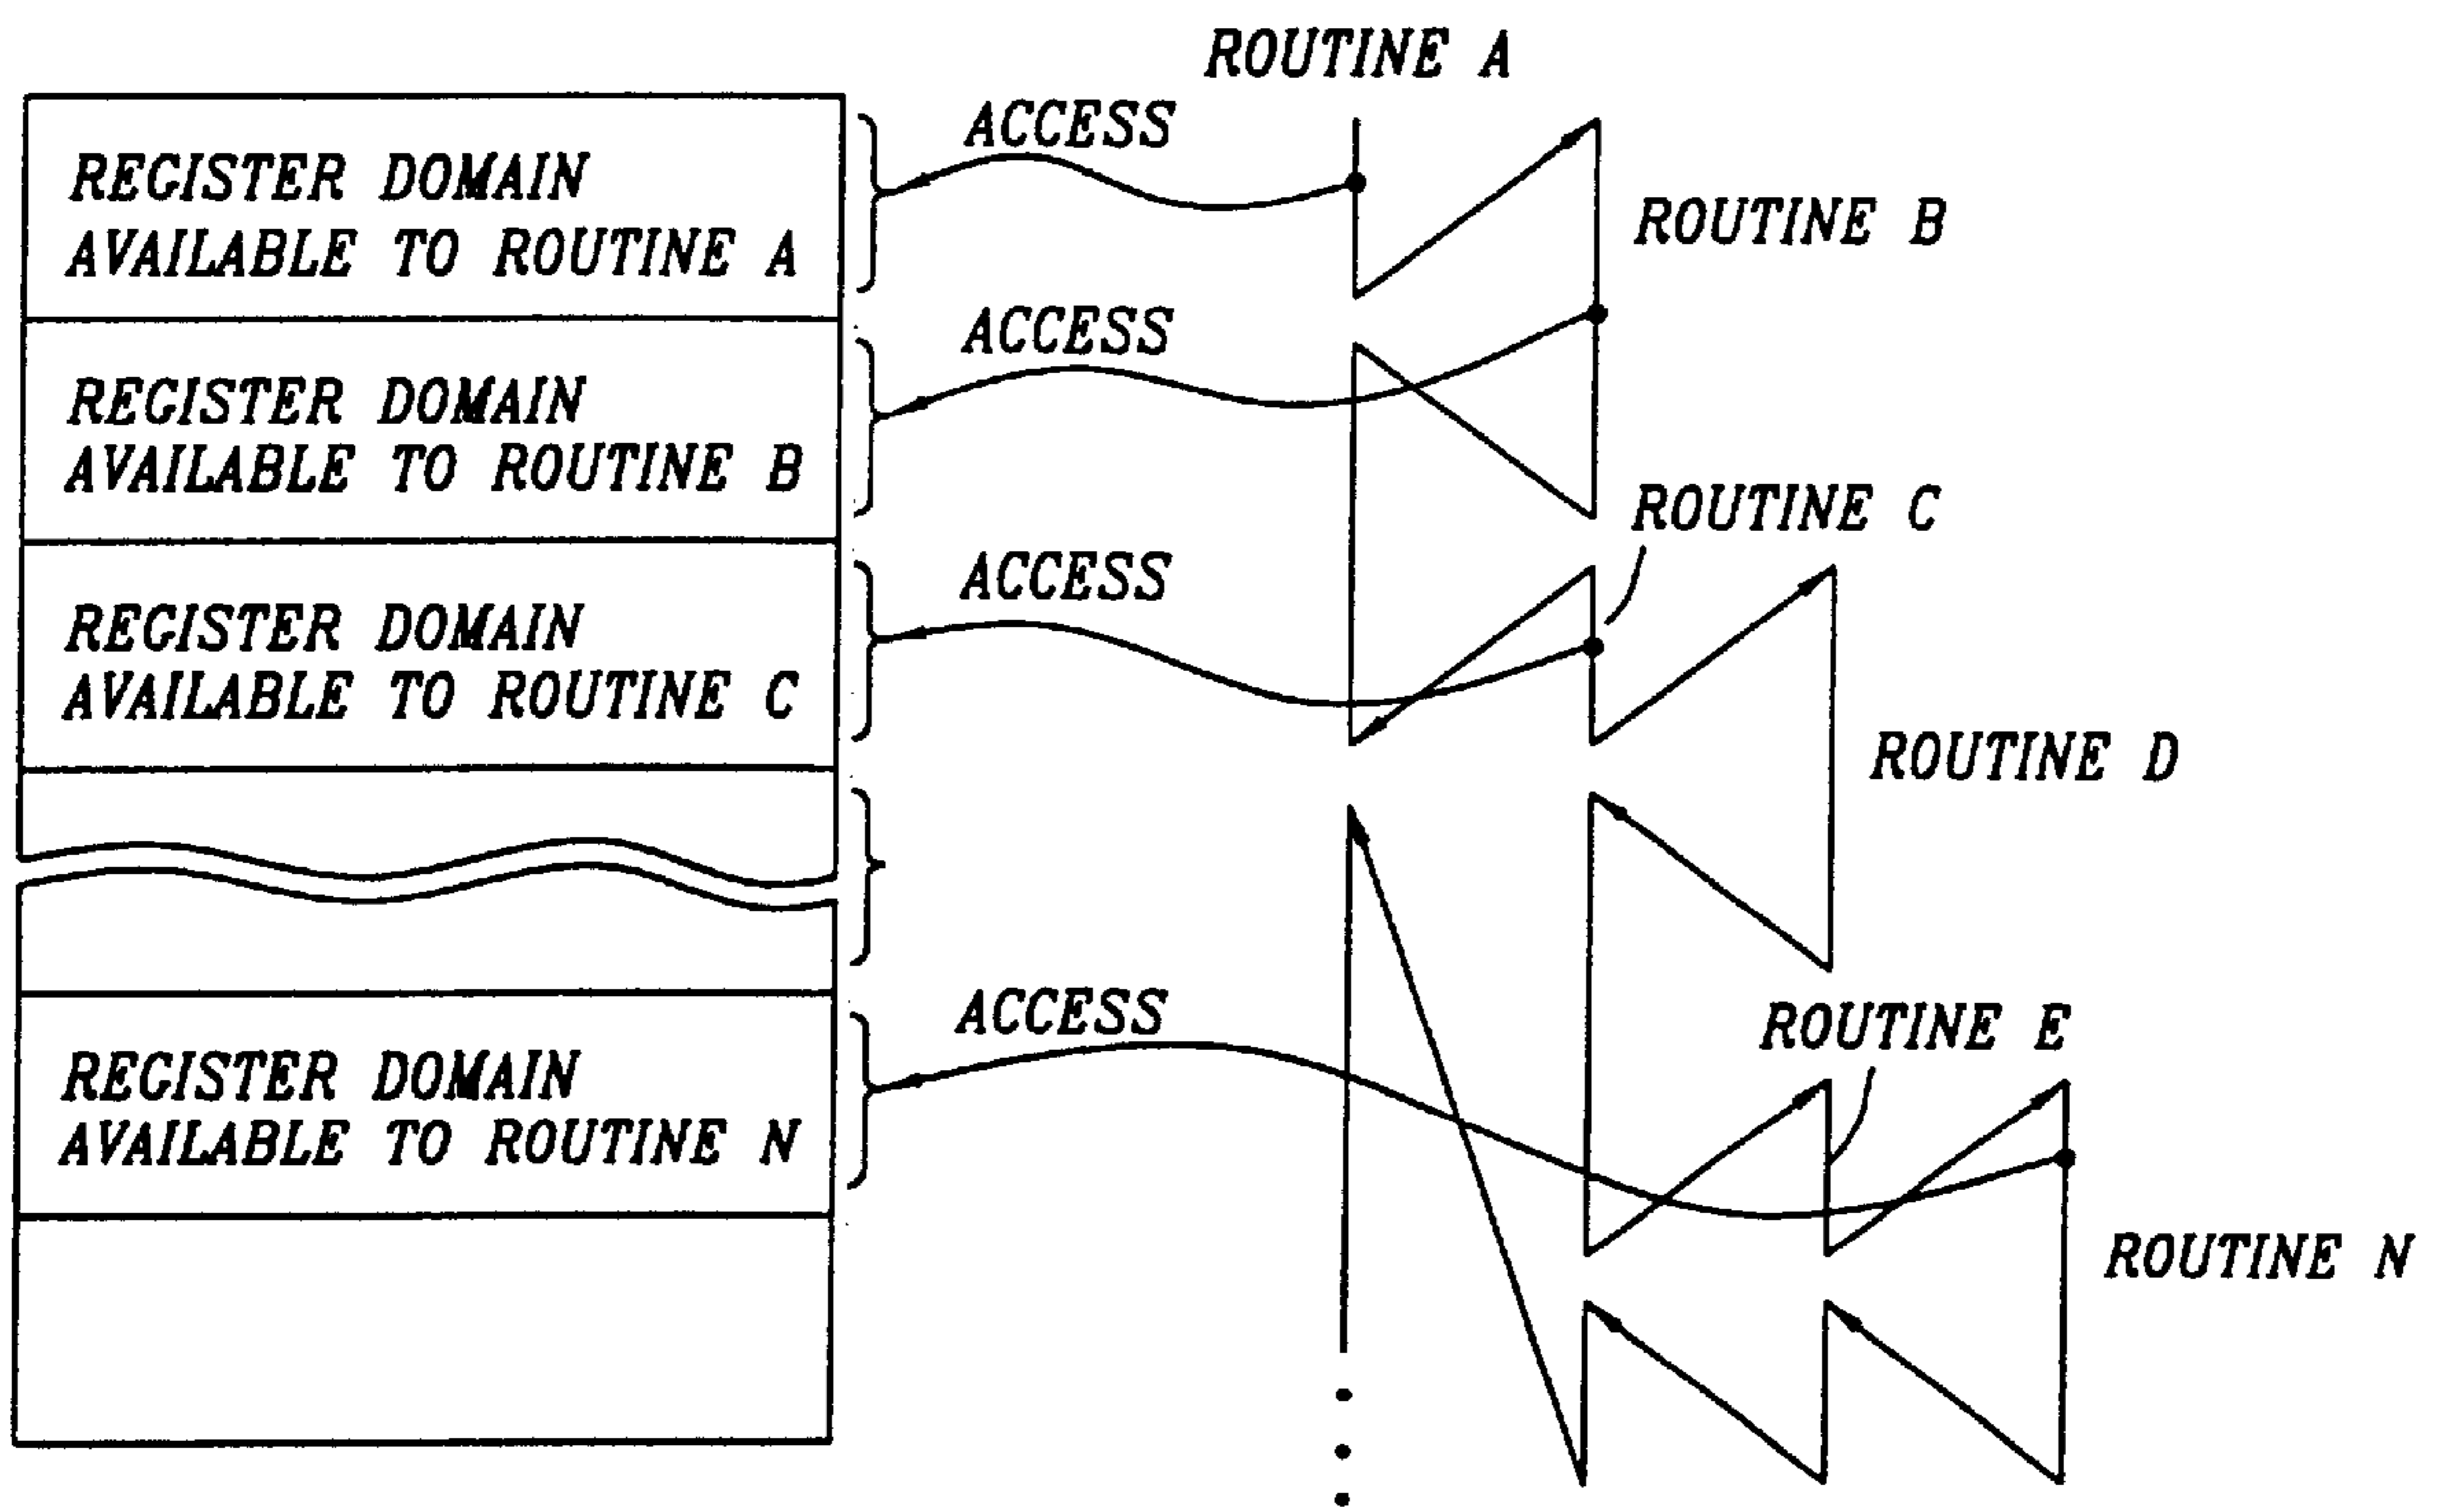 ROUTINE A
ACCESS
REGISTER DOMAIN
AVAILABLE TO ROUTINE A
ROUTINE B
ACCESS
REGISTER DOMAIN
AVAILABLE TO ROUTINE B
ROUTINE C
ACCESS
REGISTER DOMAIN
AVAILABLE TO ROUTINE C
ROUTINE D
ACCESS
ROUTINE E
REGISTER DOMAIN
AVAILABLE TO ROUTINE N
ROUTINE N